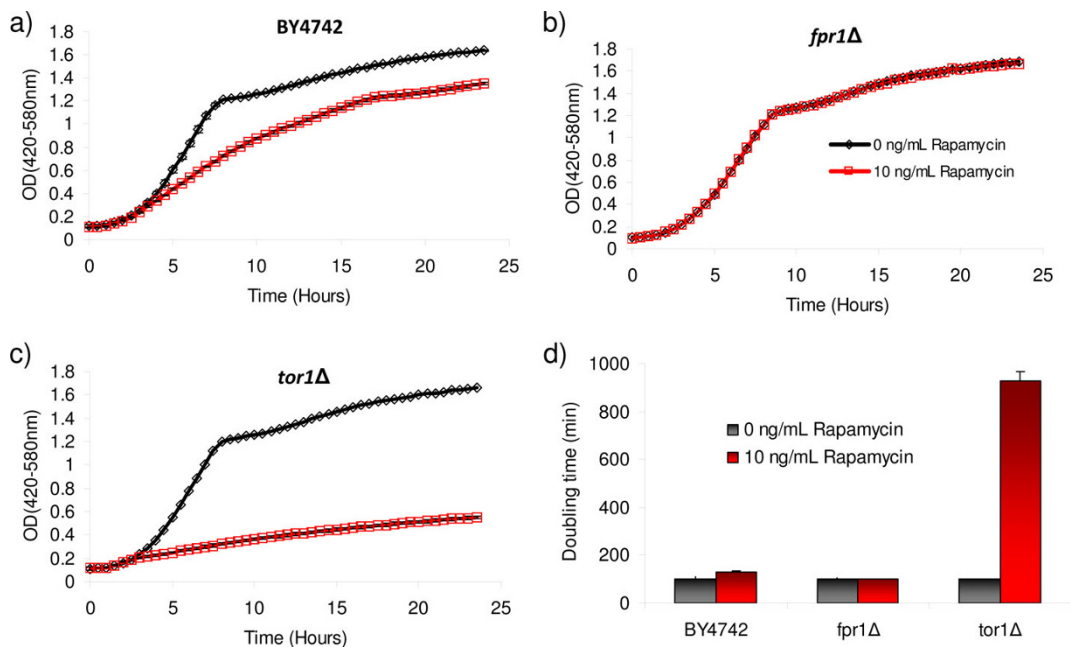 a)
BY4742
OD(420-580nm)
1.8
1.6
1.4
1.2
1
0.8
0.6
0.4
0.2
0
0 5 10 15 20 25
Time (Hours)
b)
fpr1Δ
OD(420-580nm)
1.8
1.6
1.4
1.2
1
0.8
0.6
0.4
0.2
0
0 ng/mL Rapamycin
10 ng/mL Rapamycin
0 5 10 15 20 25
Time (Hours)
c)
tor1Δ
OD(420-580nm)
1.8
1.6
1.4
1.2
1
0.8
0.6
0.4
0.2
0
0 5 10 15 20 25
Time (Hours)
d)
Doubling time (min)
1000
800
600
400
200
0
0 ng/mL Rapamycin
10 ng/mL Rapamycin
BY4742 fpr1Δ tor1Δ